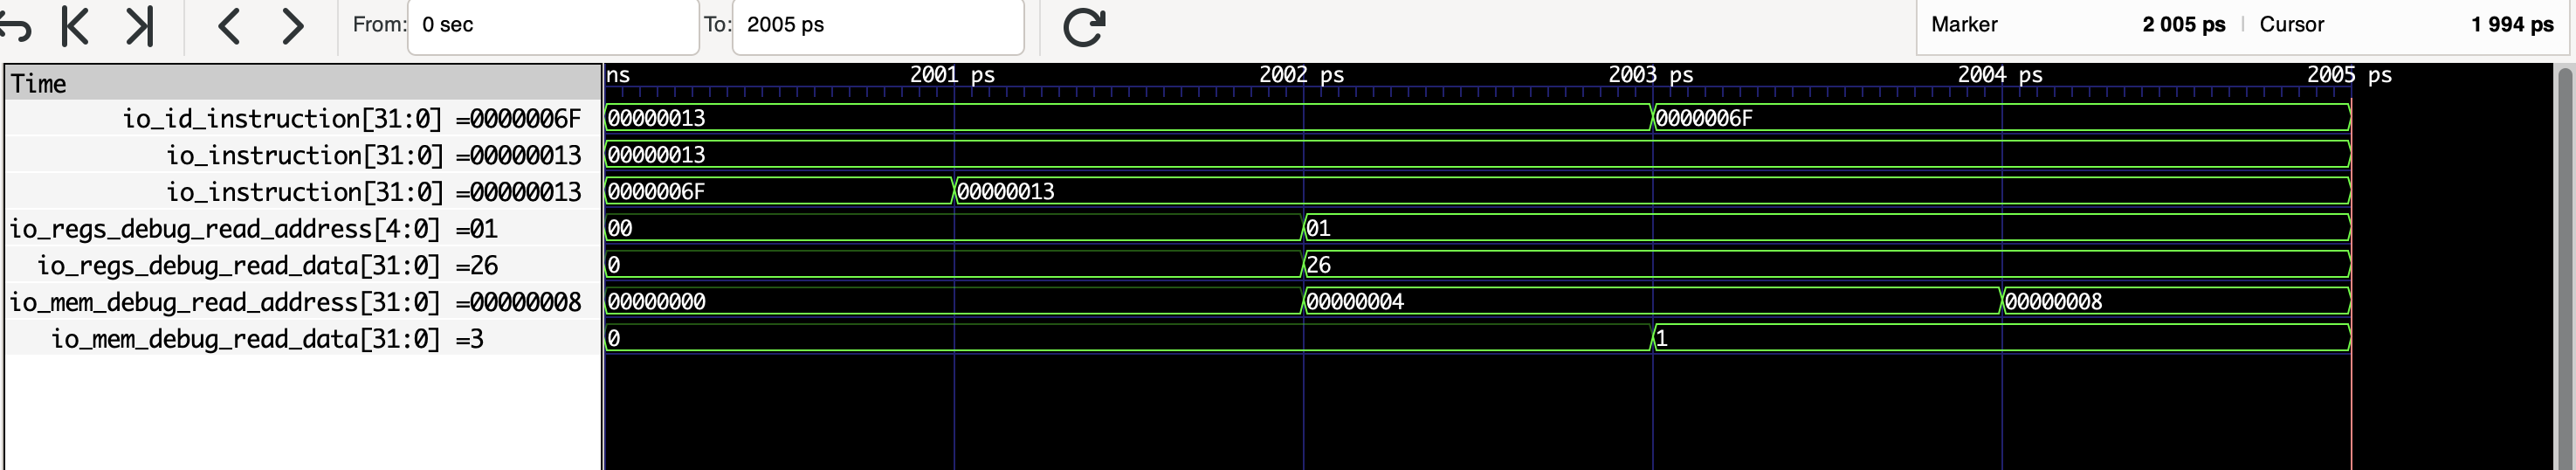 From: 0 sec To: 2005 ps Marker 2 005 ps | Cursor 1 994 ps
Time ns 2001 ps 2002 ps 2003 ps 2004 ps 2005 ps
io_id_instruction[31:0] =0000006F 00000013 0000006F
io_instruction[31:0] =00000013 00000013
io_instruction[31:0] =00000013 0000006F 00000013
io_regs_debug_read_address[4:0] =01 00 01
io_regs_debug_read_data[31:0] =26 0 26
io_mem_debug_read_address[31:0] =00000008 00000000 00000004 00000008
io_mem_debug_read_data[31:0] =3 0 1